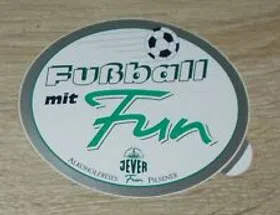 Fußball
mit Fun
JEVER
ALKOHOLFREIES Fun PILSENER